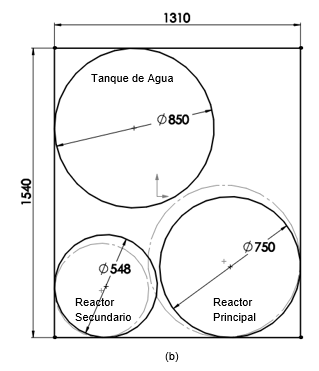 1310
Tanque de Agua
Ø850
1540
Ø750
Ø548
Reactor
Secundario
Reactor
Principal
(b)